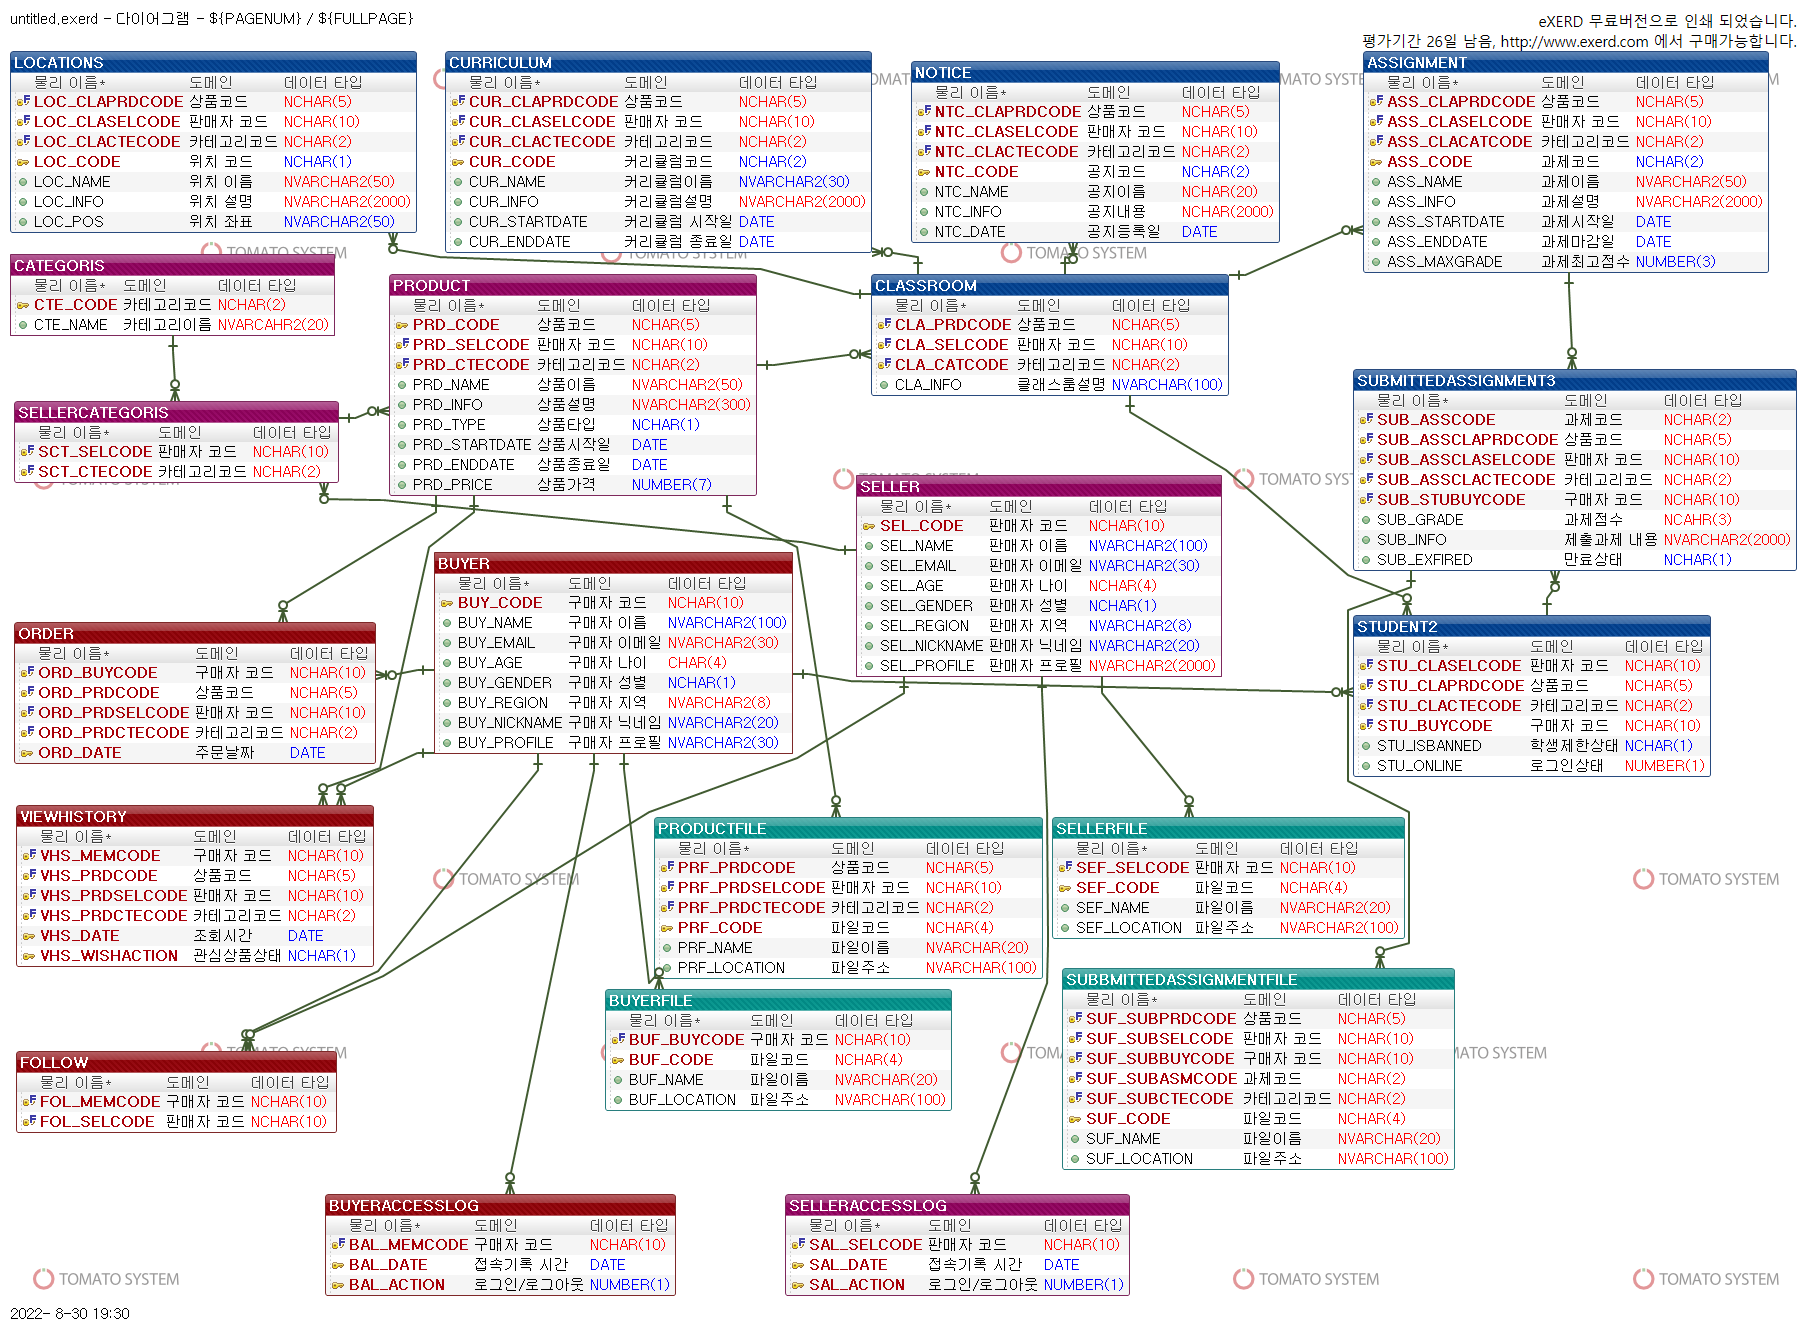 untitled.exerd - 다이어그램 - ${PAGENUM} / ${FULLPAGE}
eXERD 무료버전으로 인쇄 되었습니다.
평가기간 26일 남음, http://www.exerd.com 에서 구매가능합니다.
LOCATIONS
물리 이름* 도메인 데이터 타입
LOC_CLAPRDCODE 상품코드 NCHAR(5)
LOC_CLASELCODE 판매자 코드 NCHAR(10)
LOC_CLACTECODE 카테고리코드 NCHAR(2)
LOC_CODE 위치 코드 NCHAR(1)
LOC_NAME 위치 이름 NVARCHAR2(50)
LOC_INFO 위치 설명 NVARCHAR2(2000)
LOC_POS 위치 좌표 NVARCHAR2(50)
CURRICULUM
물리 이름* 도메인 데이터 타입
CUR_CLAPRDCODE 상품코드 NCHAR(5)
CUR_CLASELCODE 판매자 코드 NCHAR(10)
CUR_CLACTECODE 카테고리코드 NCHAR(2)
CUR_CODE 커리큘럼코드 NCHAR(2)
CUR_NAME 커리큘럼이름 NVARCHAR2(30)
CUR_INFO 커리큘럼설명 NVARCHAR2(2000)
CUR_STARTDATE 커리큘럼 시작일 DATE
CUR_ENDDATE 커리큘럼 종료일 DATE
NOTICE
물리 이름* 도메인 데이터 타입
NTC_CLAPRDCODE 상품코드 NCHAR(5)
NTC_CLASELCODE 판매자 코드 NCHAR(10)
NTC_CLACTECODE 카테고리코드 NCHAR(2)
NTC_CODE 공지코드 NCHAR(2)
NTC_NAME 공지이름 NCHAR(20)
NTC_INFO 공지내용 NCHAR(2000)
NTC_DATE 공지등록일 DATE
ASSIGNMENT
물리 이름* 도메인 데이터 타입
ASS_CLAPRDCODE 상품코드 NCHAR(5)
ASS_CLASELCODE 판매자 코드 NCHAR(10)
ASS_CLACATCODE 카테고리코드 NCHAR(2)
ASS_CODE 과제코드 NCHAR(2)
ASS_NAME 과제이름 NVARCHAR2(50)
ASS_INFO 과제설명 NVARCHAR2(2000)
ASS_STARTDATE 과제시작일 DATE
ASS_ENDDATE 과제마감일 DATE
ASS_MAXGRADE 과제최고점수 NUMBER(3)
CATEGORIS
물리 이름* 도메인 데이터 타입
CTE_CODE 카테고리코드 NCHAR(2)
CTE_NAME 카테고리이름 NVARCAHR2(20)
PRODUCT
물리 이름* 도메인 데이터 타입
PRD_CODE 상품코드 NCHAR(5)
PRD_SELCODE 판매자 코드 NCHAR(10)
PRD_CTECODE 카테고리코드 NCHAR(2)
PRD_NAME 상품이름 NVARCHAR2(50)
PRD_INFO 상품설명 NVARCHAR2(300)
PRD_TYPE 상품타입 NCHAR(1)
PRD_STARTDATE 상품시작일 DATE
PRD_ENDDATE 상품종료일 DATE
PRD_PRICE 상품가격 NUMBER(7)
CLASSROOM
물리 이름* 도메인 데이터 타입
CLA_PRDCODE 상품코드 NCHAR(5)
CLA_SELCODE 판매자 코드 NCHAR(10)
CLA_CATCODE 카테고리코드 NCHAR(2)
CLA_INFO 클래스룸설명 NVARCHAR(100)
SELLERCATEGORIS
물리 이름* 도메인 데이터 타입
SCT_SELCODE 판매자 코드 NCHAR(10)
SCT_CTECODE 카테고리코드 NCHAR(2)
SUBMITTEDASSIGNMENT3
물리 이름* 도메인 데이터 타입
SUB_ASSCODE 과제코드 NCHAR(2)
SUB_ASSCLAPRDCODE 상품코드 NCHAR(5)
SUB_ASSCLASELCODE 판매자 코드 NCHAR(10)
SUB_ASSCLACTECODE 카테고리코드 NCHAR(2)
SUB_STUBUYCODE 구매자 코드 NCHAR(10)
SUB_GRADE 과제점수 NCAHR(3)
SUB_INFO 제출과제 내용 NVARCHAR2(2000)
SUB_EXFIRED 만료상태 NCHAR(1)
SELLER
물리 이름* 도메인 데이터 타입
SEL_CODE 판매자 코드 NCHAR(10)
SEL_NAME 판매자 이름 NVARCHAR2(100)
SEL_EMAIL 판매자 이메일 NVARCHAR2(30)
SEL_AGE 판매자 나이 NCHAR(4)
SEL_GENDER 판매자 성별 NCHAR(1)
SEL_REGION 판매자 지역 NVARCHAR2(8)
SEL_NICKNAME 판매자 닉네임 NVARCHAR2(20)
SEL_PROFILE 판매자 프로필 NVARCHAR2(2000)
BUYER
물리 이름* 도메인 데이터 타입
BUY_CODE 구매자 코드 NCHAR(10)
BUY_NAME 구매자 이름 NVARCHAR2(100)
BUY_EMAIL 구매자 이메일 NVARCHAR2(30)
BUY_AGE 구매자 나이 CHAR(4)
BUY_GENDER 구매자 성별 NCHAR(1)
BUY_REGION 구매자 지역 NVARCHAR2(8)
BUY_NICKNAME 구매자 닉네임 NVARCHAR2(20)
BUY_PROFILE 구매자 프로필 NVARCHAR2(30)
ORDER
물리 이름* 도메인 데이터 타입
ORD_BUYCODE 구매자 코드 NCHAR(10)
ORD_PRDCODE 상품코드 NCHAR(5)
ORD_PRDSELCODE 판매자 코드 NCHAR(10)
ORD_PRDCTECODE 카테고리코드 NCHAR(2)
ORD_DATE 주문날짜 DATE
STUDENT2
물리 이름* 도메인 데이터 타입
STU_CLASELCODE 판매자 코드 NCHAR(10)
STU_CLAPRDCODE 상품코드 NCHAR(5)
STU_CLACTECODE 카테고리코드 NCHAR(2)
STU_BUYCODE 구매자 코드 NCHAR(10)
STU_ISBANNED 학생제한상태 NCHAR(1)
STU_ONLINE 로그인상태 NUMBER(1)
VIEWHISTORY
물리 이름* 도메인 데이터 타입
VHS_MEMCODE 구매자 코드 NCHAR(10)
VHS_PRDCODE 상품코드 NCHAR(5)
VHS_PRDSELCODE 판매자 코드 NCHAR(10)
VHS_PRDCTECODE 카테고리코드 NCHAR(2)
VHS_DATE 조회시간 DATE
VHS_WISHACTION 관심상품상태 NCHAR(1)
PRODUCTFILE
물리 이름* 도메인 데이터 타입
PRF_PRDCODE 상품코드 NCHAR(5)
PRF_PRDSELCODE 판매자 코드 NCHAR(10)
PRF_PRDCTECODE 카테고리코드 NCHAR(2)
PRF_CODE 파일코드 NCHAR(4)
PRF_NAME 파일이름 NVARCHAR(20)
PRF_LOCATION 파일주소 NVARCHAR(100)
SELLERFILE
물리 이름* 도메인 데이터 타입
SEF_SELCODE 판매자 코드 NCHAR(10)
SEF_CODE 파일코드 NCHAR(4)
SEF_NAME 파일이름 NVARCHAR2(20)
SEF_LOCATION 파일주소 NVARCHAR2(100)
SUBBMITTEDASSIGNMENTFILE
물리 이름* 도메인 데이터 타입
SUF_SUBPRDCODE 상품코드 NCHAR(5)
SUF_SUBSELCODE 판매자 코드 NCHAR(10)
SUF_SUBBUYCODE 구매자 코드 NCHAR(10)
SUF_SUBASMCODE 과제코드 NCHAR(2)
SUF_SUBCTECODE 카테고리코드 NCHAR(2)
SUF_CODE 파일코드 NCHAR(4)
SUF_NAME 파일이름 NVARCHAR(20)
SUF_LOCATION 파일주소 NVARCHAR(100)
BUYERFILE
물리 이름* 도메인 데이터 타입
BUF_BUYCODE 구매자 코드 NCHAR(10)
BUF_CODE 파일코드 NCHAR(4)
BUF_NAME 파일이름 NVARCHAR(20)
BUF_LOCATION 파일주소 NVARCHAR(100)
FOLLOW
물리 이름* 도메인 데이터 타입
FOL_MEMCODE 구매자 코드 NCHAR(10)
FOL_SELCODE 판매자 코드 NCHAR(10)
BUYERACCESSLOG
물리 이름* 도메인 데이터 타입
BAL_MEMCODE 구매자 코드 NCHAR(10)
BAL_DATE 접속기록 시간 DATE
BAL_ACTION 로그인/로그아웃 NUMBER(1)
SELLERACCESSLOG
물리 이름* 도메인 데이터 타입
SAL_SELCODE 판매자 코드 NCHAR(10)
SAL_DATE 접속기록 시간 DATE
SAL_ACTION 로그인/로그아웃 NUMBER(1)
TOMATO SYSTEM
TOMATO SYSTEM
TOMATO SYSTEM
TOMATO SYSTEM
TOMATO SYSTEM
2022- 8-30 19:30